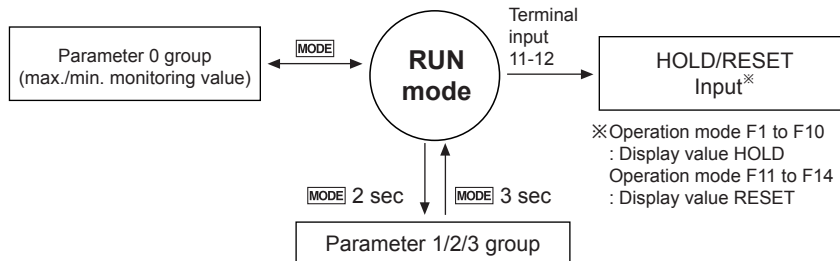 Parameter 0 group
(max./min. monitoring value)
MODE
RUN
mode
Terminal
input
11-12
HOLD/RESET
Input※
※Operation mode F1 to F10
: Display value HOLD
Operation mode F11 to F14
: Display value RESET
MODE 2 sec
MODE 3 sec
Parameter 1/2/3 group